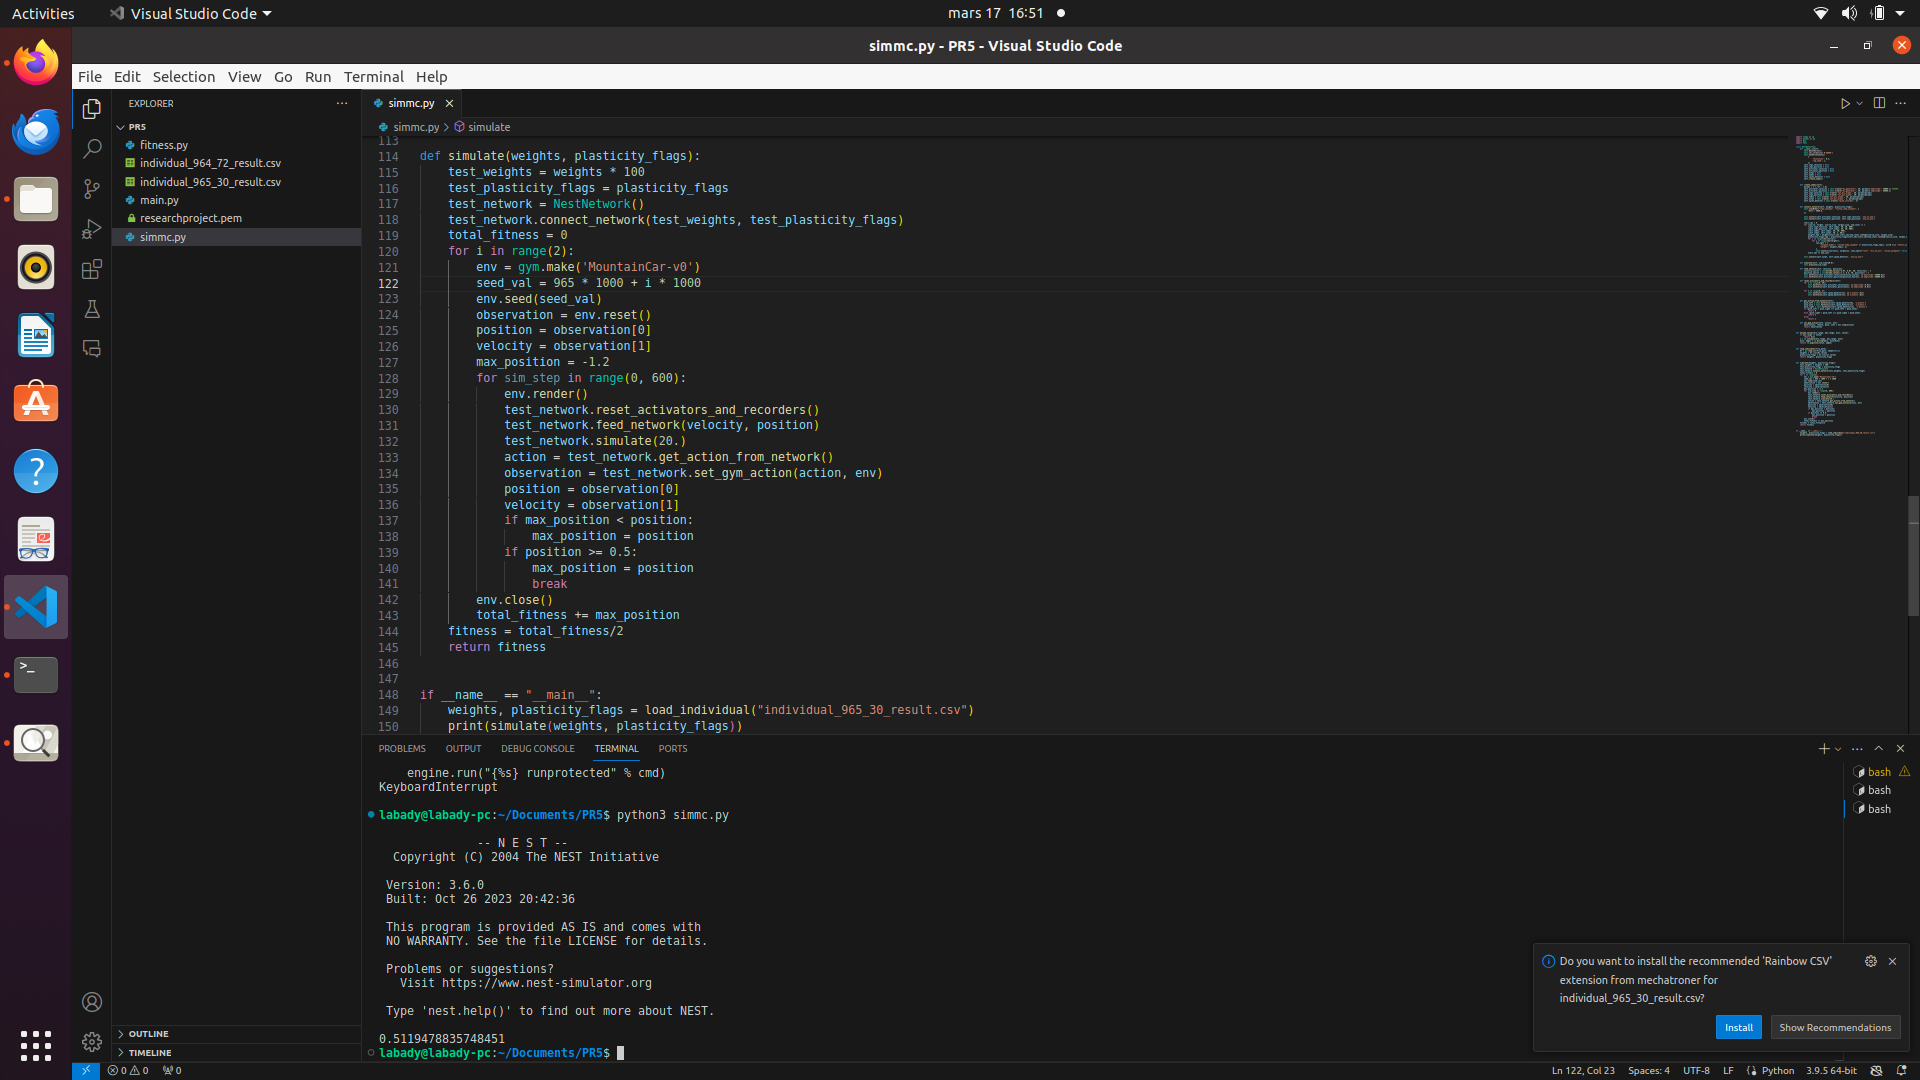 Activities
Visual Studio Code
mars 17 16:51
simmc.py - PR5 - Visual Studio Code
File Edit Selection View Go Run Terminal Help
EXPLORER
PR5
fitness.py
individual_964_72_result.csv
individual_965_30_result.csv
main.py
researchproject.pem
simmc.py
OUTLINE
TIMELINE
simmc.py
simmc.py > simulate
113
114 def simulate(weights, plasticity_flags):
115 test_weights = weights * 100
116 test_plasticity_flags = plasticity_flags
117 test_network = NestNetwork()
118 test_network.connect_network(test_weights, test_plasticity_flags)
119 total_fitness = 0
120 for i in range(2):
121 env = gym.make('MountainCar-v0')
122 seed_val = 965 * 1000 + i * 1000
123 env.seed(seed_val)
124 observation = env.reset()
125 position = observation[0]
126 velocity = observation[1]
127 max_position = -1.2
128 for sim_step in range(0, 600):
129 env.render()
130 test_network.reset_activators_and_recorders()
131 test_network.feed_network(velocity, position)
132 test_network.simulate(20.)
133 action = test_network.get_action_from_network()
134 observation = test_network.set_gym_action(action, env)
135 position = observation[0]
136 velocity = observation[1]
137 if max_position < position:
138 max_position = position
139 if position >= 0.5:
140 max_position = position
141 break
142 env.close()
143 total_fitness += max_position
144 fitness = total_fitness/2
145 return fitness
146
147
148 if __name__ == "__main__":
149 weights, plasticity_flags = load_individual("individual_965_30_result.csv")
150 print(simulate(weights, plasticity_flags))
PROBLEMS OUTPUT DEBUG CONSOLE TERMINAL PORTS
engine.run("{%s} runprotected" % cmd)
KeyboardInterrupt
labady@labady-pc:~/Documents/PR5$ python3 simmc.py
-- N E S T --
Copyright (C) 2004 The NEST Initiative
Version: 3.6.0
Built: Oct 26 2023 20:42:36
This program is provided AS IS and comes with
NO WARRANTY. See the file LICENSE for details.
Problems or suggestions?
Visit https://www.nest-simulator.org
Type 'nest.help()' to find out more about NEST.
0.5119478835748451
labady@labady-pc:~/Documents/PR5$
bash
bash
bash
Do you want to install the recommended 'Rainbow CSV'
extension from mechatroner for
individual_965_30_result.csv?
Install Show Recommendations
0 0 0
Ln 122, Col 23 Spaces: 4 UTF-8 LF Python 3.9.5 64-bit